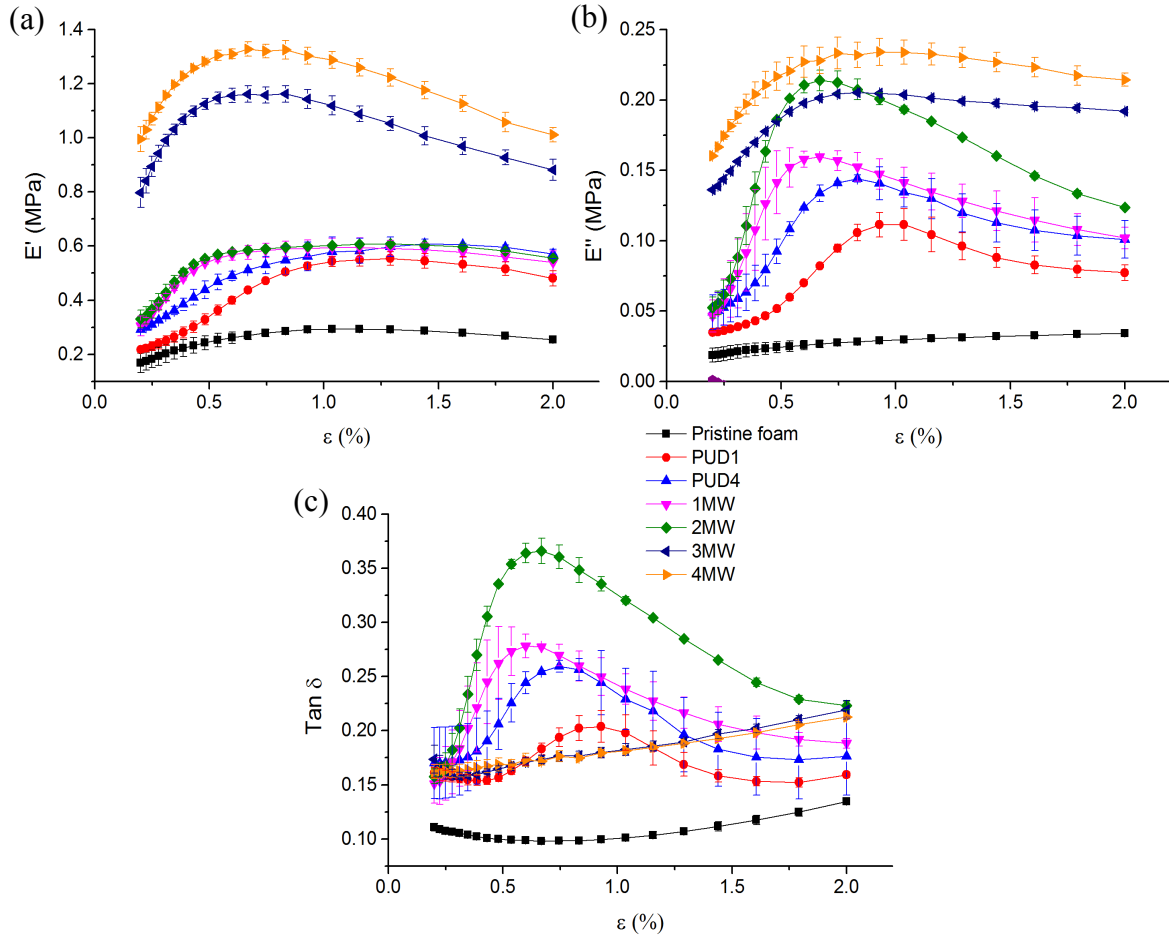 (a)
1.4
1.2
1.0
0.8
0.6
0.4
0.2
E' (MPa)
0.0 0.5 1.0 1.5 2.0
ε (%)
(b)
0.25
0.20
0.15
0.10
0.05
0.00
E'' (MPa)
0.0 0.5 1.0 1.5 2.0
ε (%)
Pristine foam
PUD1
PUD4
1MW
2MW
3MW
4MW
(c)
0.40
0.35
0.30
0.25
0.20
0.15
0.10
Tan δ
0.0 0.5 1.0 1.5 2.0
ε (%)